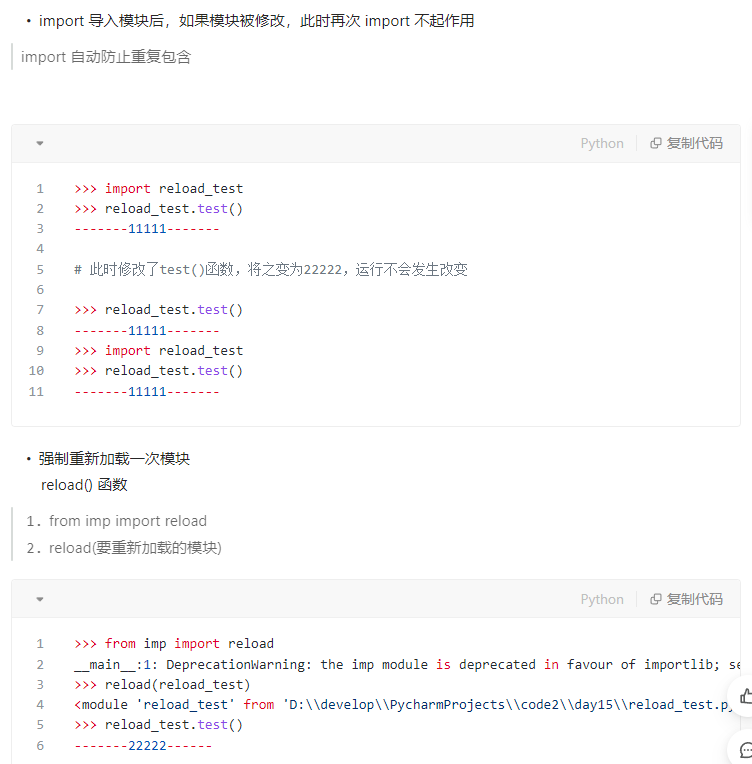 • import 导入模块后，如果模块被修改，此时再次 import 不起作用
import 自动防止重复包含
Python 复制代码
1 >>> import reload_test
2 >>> reload_test.test()
3 -------11111-------
4
5 # 此时修改了test()函数，将之变为22222，运行不会发生改变
6
7 >>> reload_test.test()
8 -------11111-------
9 >>> import reload_test
10 >>> reload_test.test()
11 -------11111-------
• 强制重新加载一次模块
reload() 函数
1. from imp import reload
2. reload(要重新加载的模块)
Python 复制代码
1 >>> from imp import reload
2 __main__:1: DeprecationWarning: the imp module is deprecated in favour of importlib; se
3 >>> reload(reload_test)
4 <module 'reload_test' from 'D:\\develop\\PycharmProjects\\code2\\day15\\reload_test.py
5 >>> reload_test.test()
6 -------22222------